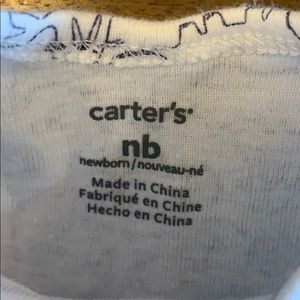 carter's
nb
newborn/nouveau-né
Made in China
Fabriqué en Chine
Hecho en China